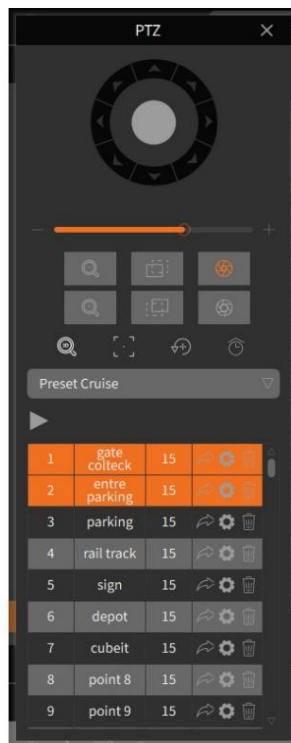 PTZ
Preset Cruise
1 gate colteck 15
2 entre parking 15
3 parking 15
4 rail track 15
5 sign 15
6 depot 15
7 cubeit 15
8 point 8 15
9 point 9 15